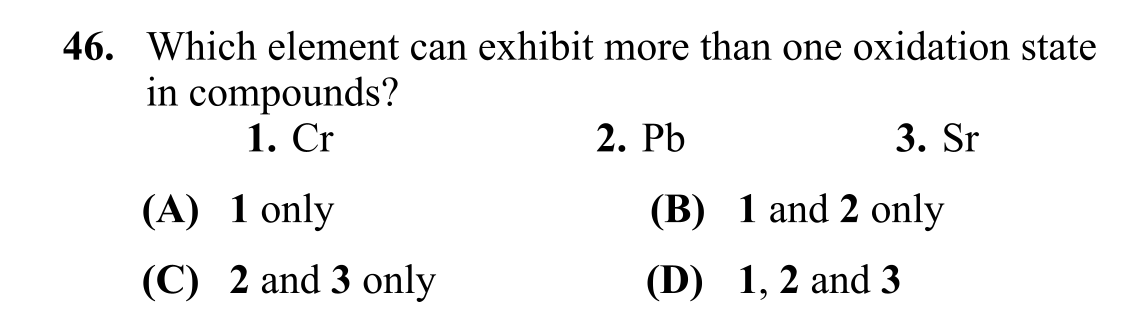 46. Which element can exhibit more than one oxidation state
in compounds?
1. Cr 2. Pb 3. Sr
(A) 1 only (B) 1 and 2 only
(C) 2 and 3 only (D) 1, 2 and 3